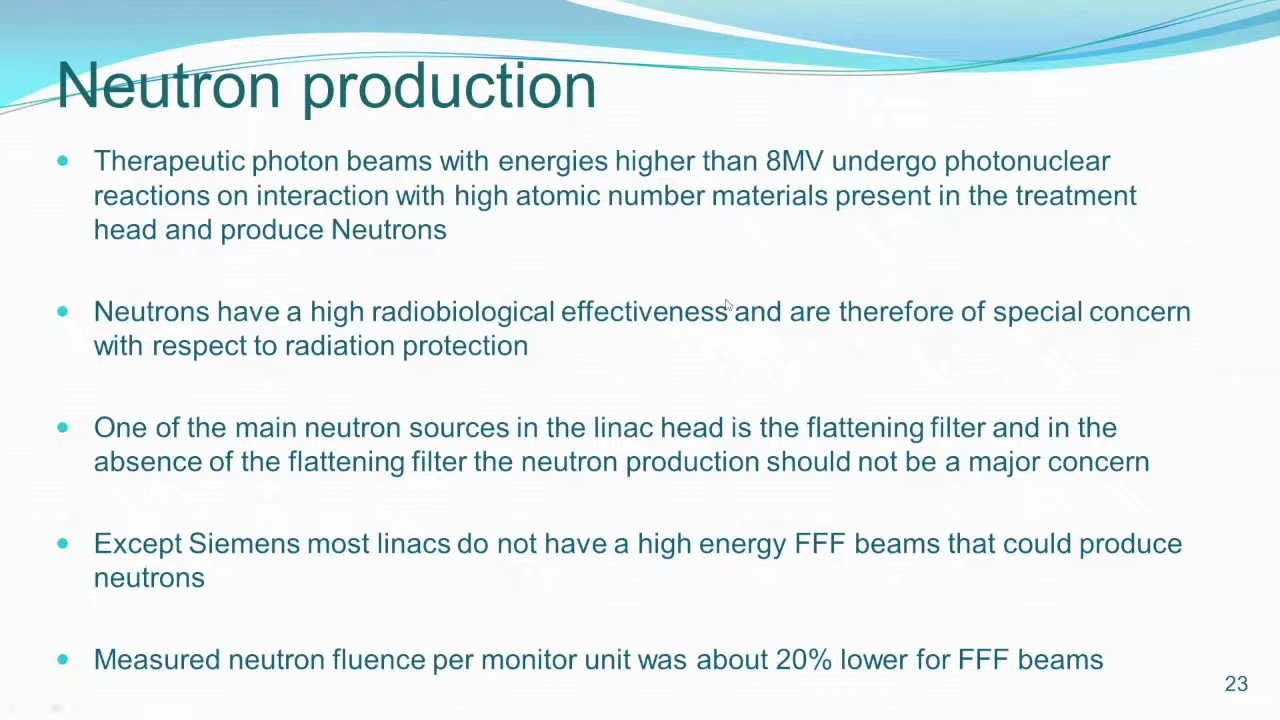 Neutron production
Therapeutic photon beams with energies higher than 8MV undergo photonuclear
reactions on interaction with high atomic number materials present in the treatment
head and produce Neutrons
Neutrons have a high radiobiological effectiveness and are therefore of special concern
with respect to radiation protection
One of the main neutron sources in the linac head is the flattening filter and in the
absence of the flattening filter the neutron production should not be a major concern
Except Siemens most linacs do not have a high energy FFF beams that could produce
neutrons
Measured neutron fluence per monitor unit was about 20% lower for FFF beams
23